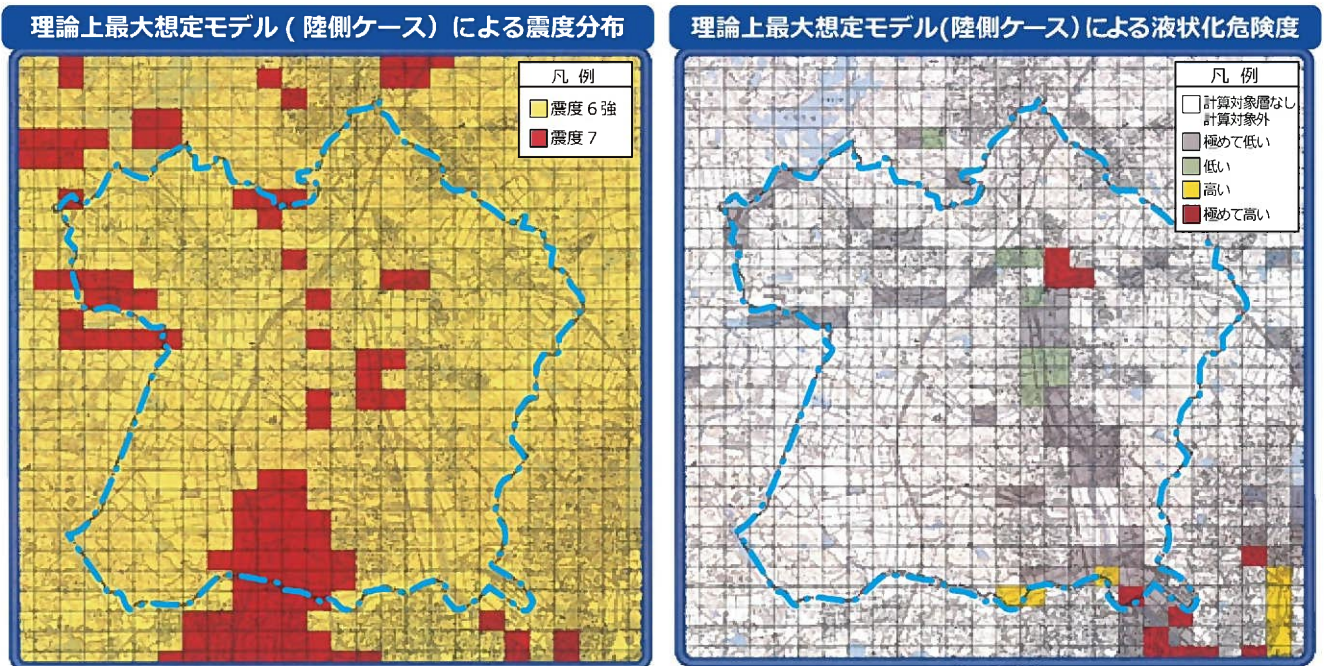 理論上最大想定モデル ( 陸側ケース) による震度分布
凡 例
震度６強
震度７
理論上最大想定モデル(陸側ケース)による液状化危険度
凡 例
計算対象層なし
計算対象外
極めて低い
低い
高い
極めて高い